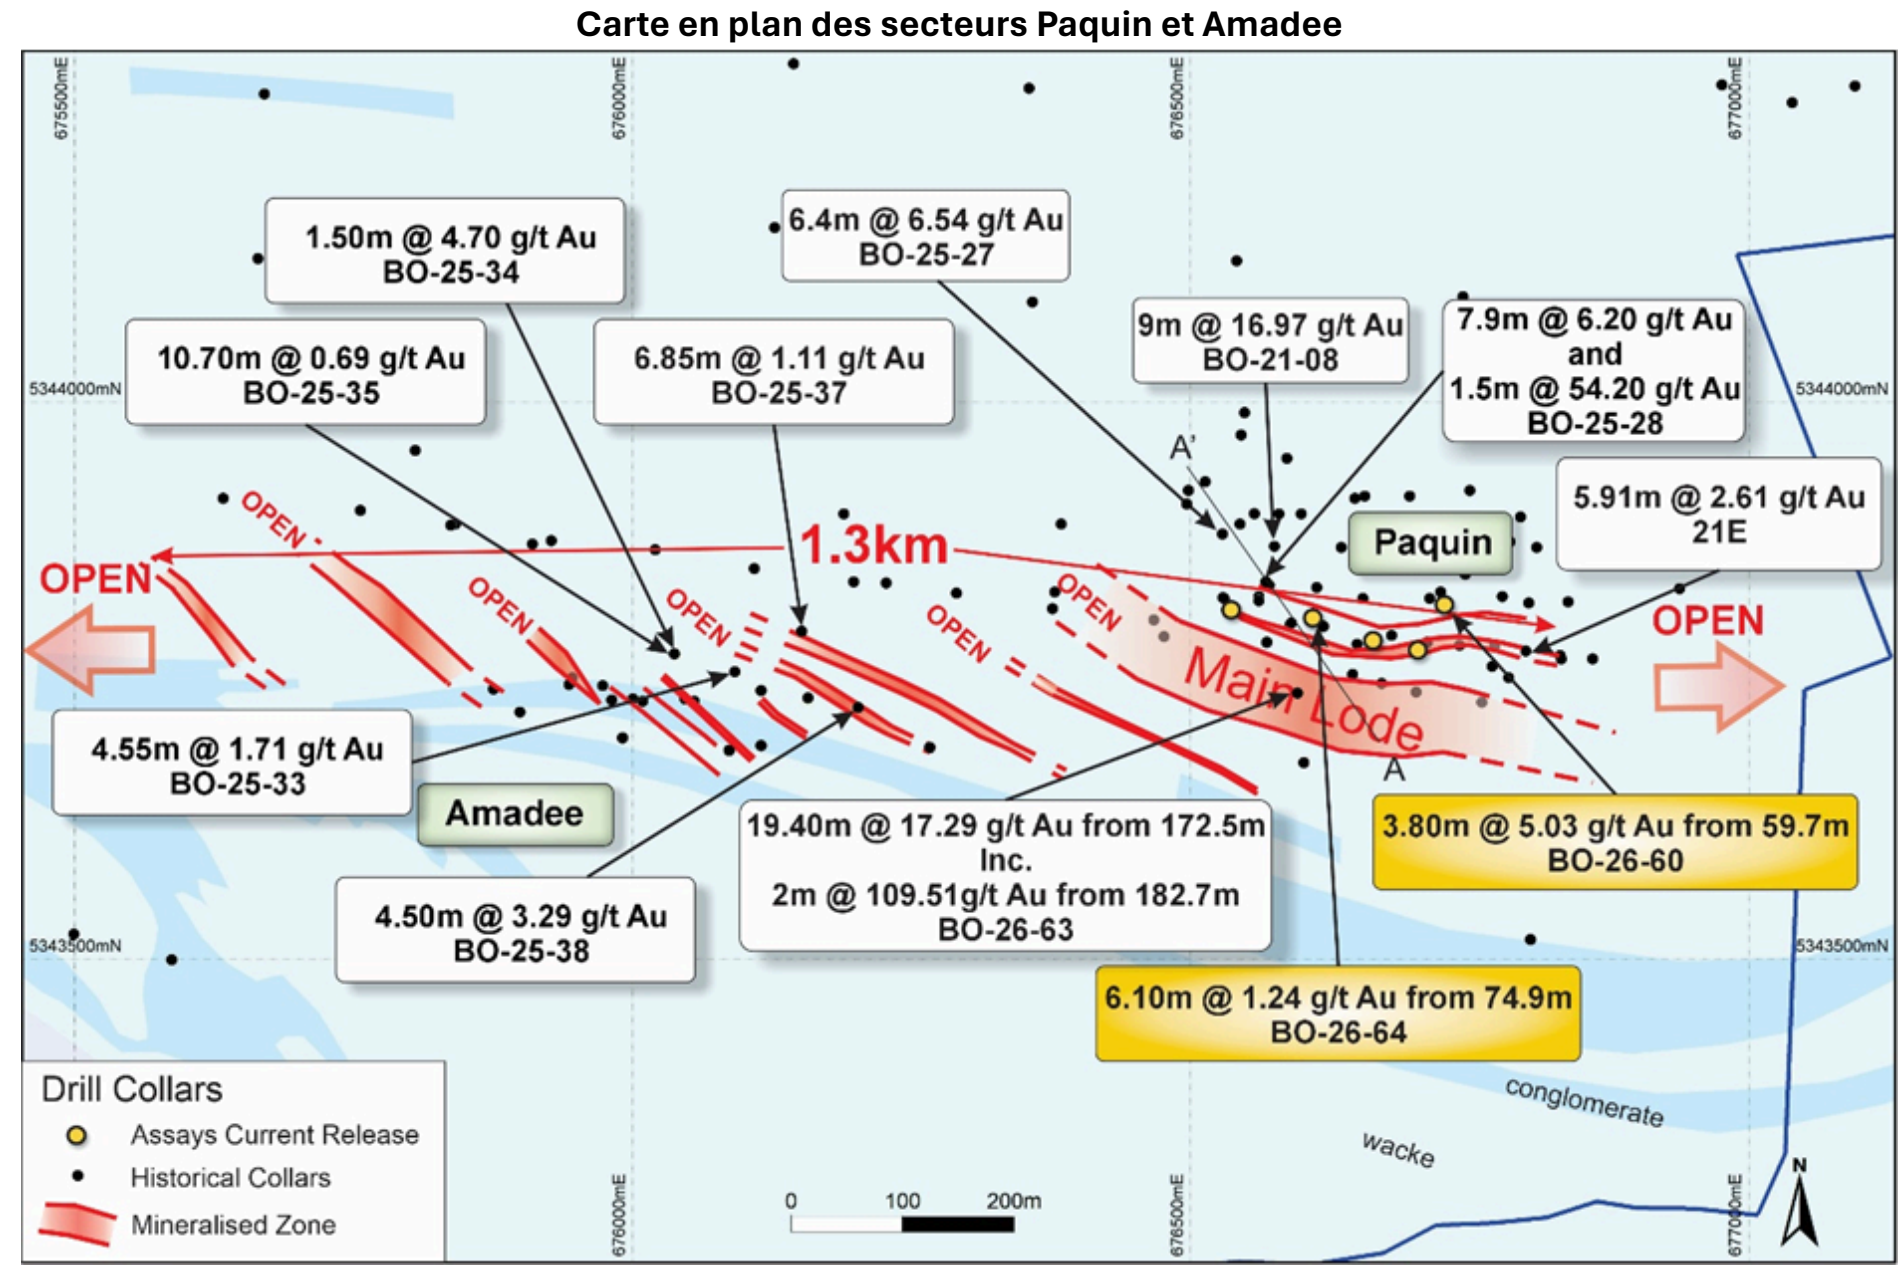 Carte en plan des secteurs Paquin et Amadee
675500mE
676000mE
676500mE
677000mE
1.50m @ 4.70 g/t Au
BO-25-34
6.4m @ 6.54 g/t Au
BO-25-27
10.70m @ 0.69 g/t Au
BO-25-35
6.85m @ 1.11 g/t Au
BO-25-37
9m @ 16.97 g/t Au
BO-21-08
7.9m @ 6.20 g/t Au
and
1.5m @ 54.20 g/t Au
BO-25-28
5344000mN
5344000mN
A'
5.91m @ 2.61 g/t Au
21E
Paquin
OPEN
1.3km
OPEN
OPEN
OPEN
OPEN
OPEN
OPEN
Main Lode
A
4.55m @ 1.71 g/t Au
BO-25-33
Amadee
19.40m @ 17.29 g/t Au from 172.5m
Inc.
2m @ 109.51g/t Au from 182.7m
BO-26-63
3.80m @ 5.03 g/t Au from 59.7m
BO-26-60
4.50m @ 3.29 g/t Au
BO-25-38
5343500mN
5343500mN
6.10m @ 1.24 g/t Au from 74.9m
BO-26-64
conglomerate
wacke
Drill Collars
Assays Current Release
Historical Collars
Mineralised Zone
0 100 200m
676000mE
676500mE
677000mE
N